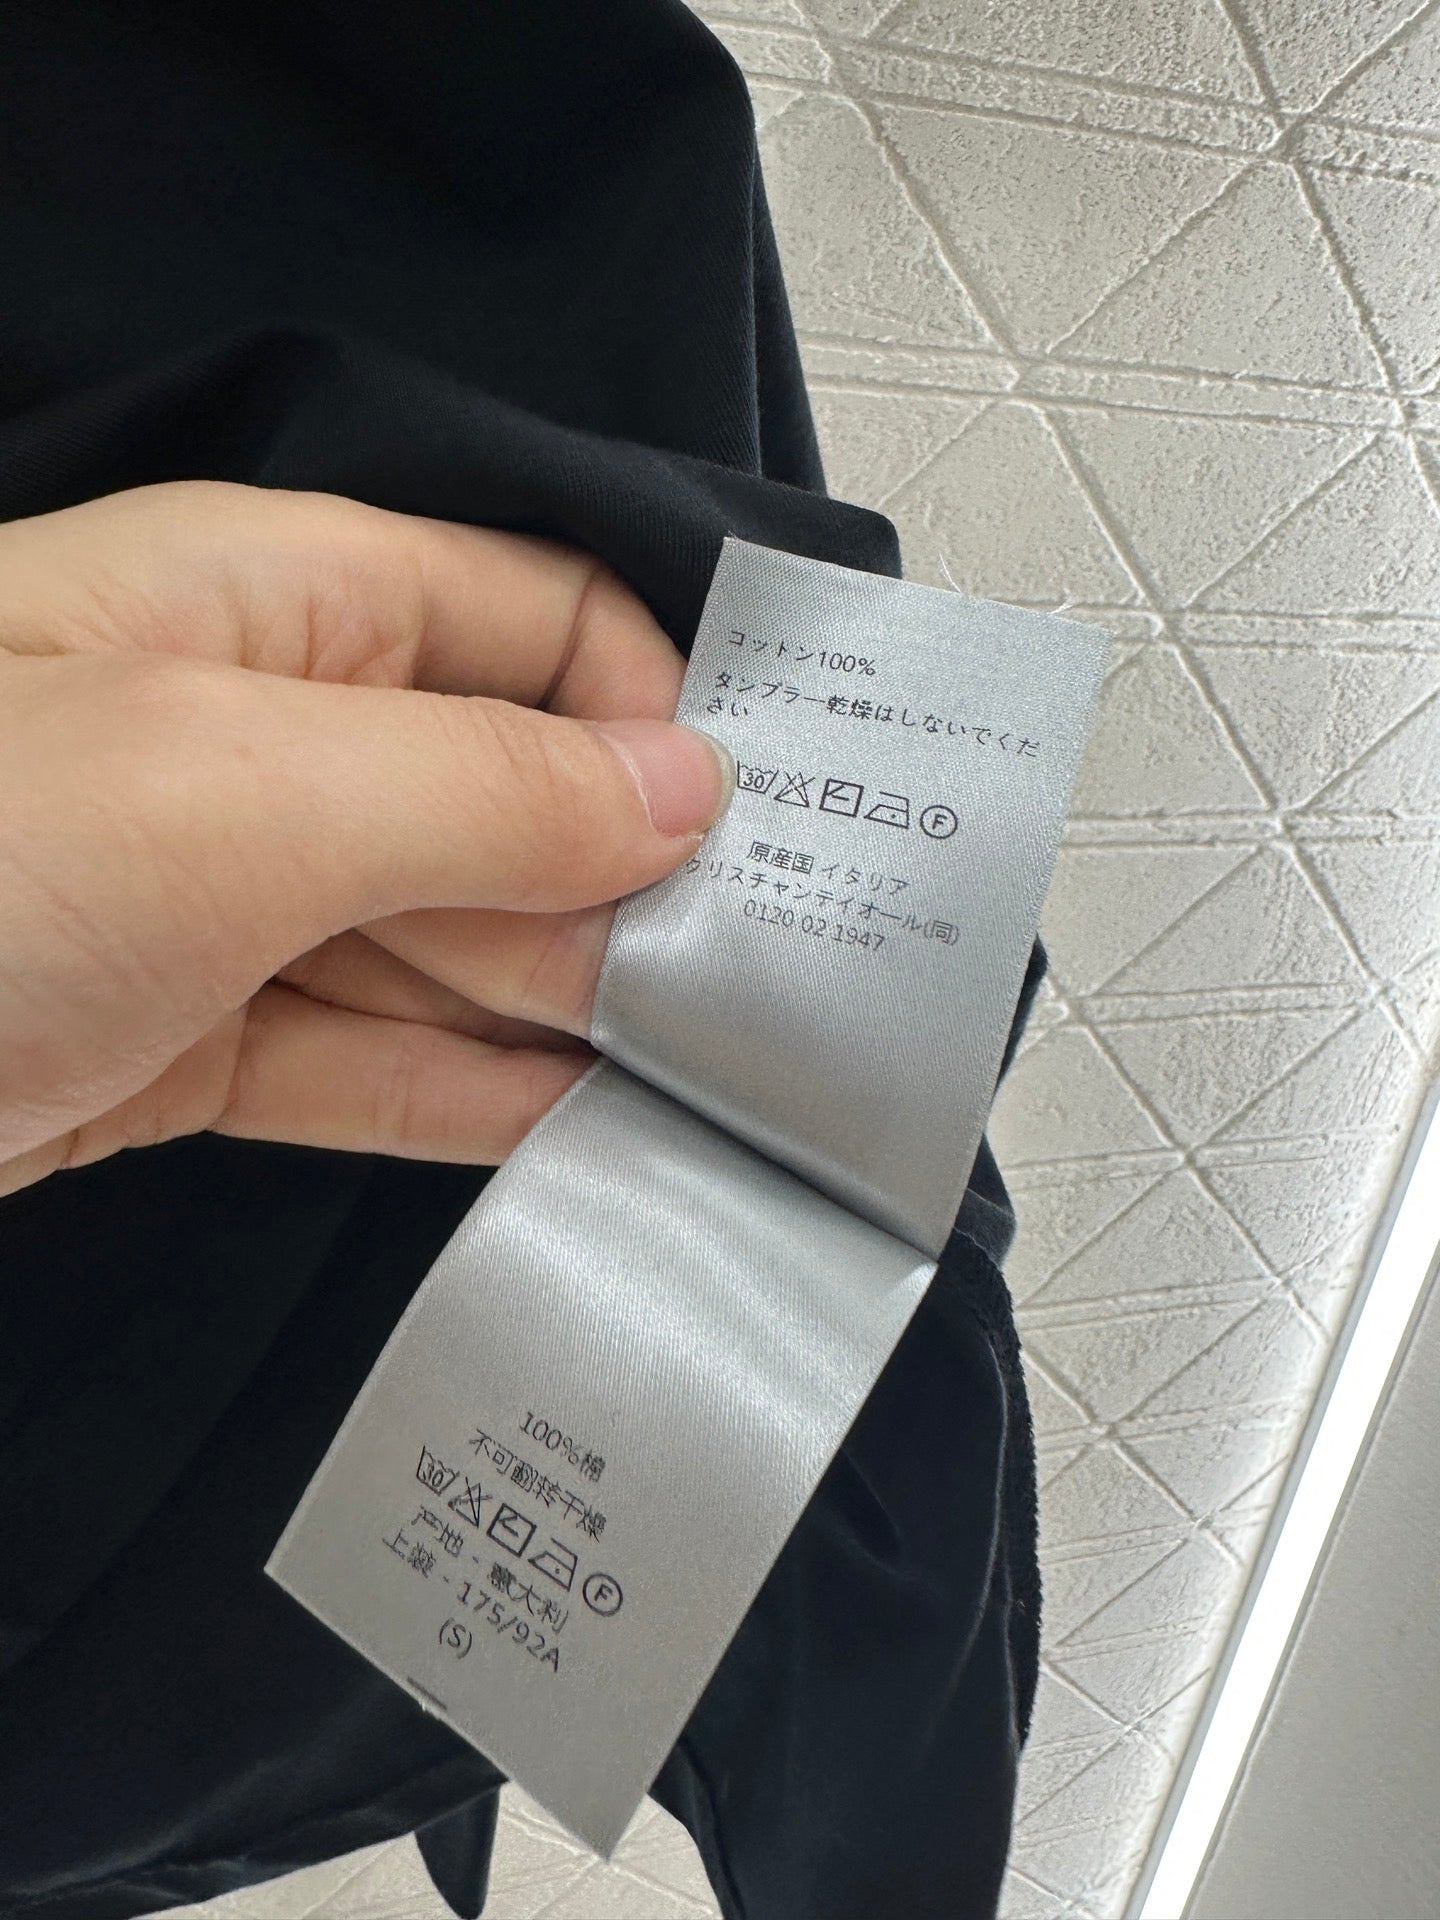 コットン100%
タンブラー乾燥はしないでくだ
さい
30
F
原産国 イタリア
クリスチャンディオール(同)
0120 02 1947
100%棉
不可翻转干燥
30
F
产地 - 意大利
上装 - 175/92A
(S)